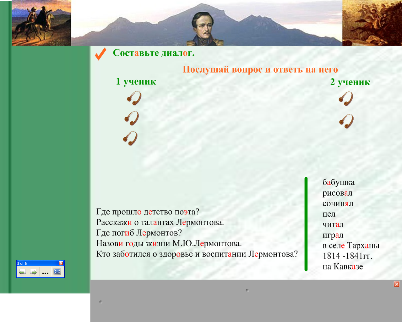 Составьте диалог.
Послушай вопрос и ответь на него
1 ученик
2 ученик
Где прошло детство поэта?
Расскажи о талантах Лермонтова.
Где погиб Лермонтов?
Назови годы жизни М.Ю.Лермонтова.
Кто заботился о здоровье и воспитании Лермонтова?
бабушка
рисовал
сочинял
пел
читал
играл
в селе Тарханы
1814 -1841гг.
на Кавказе